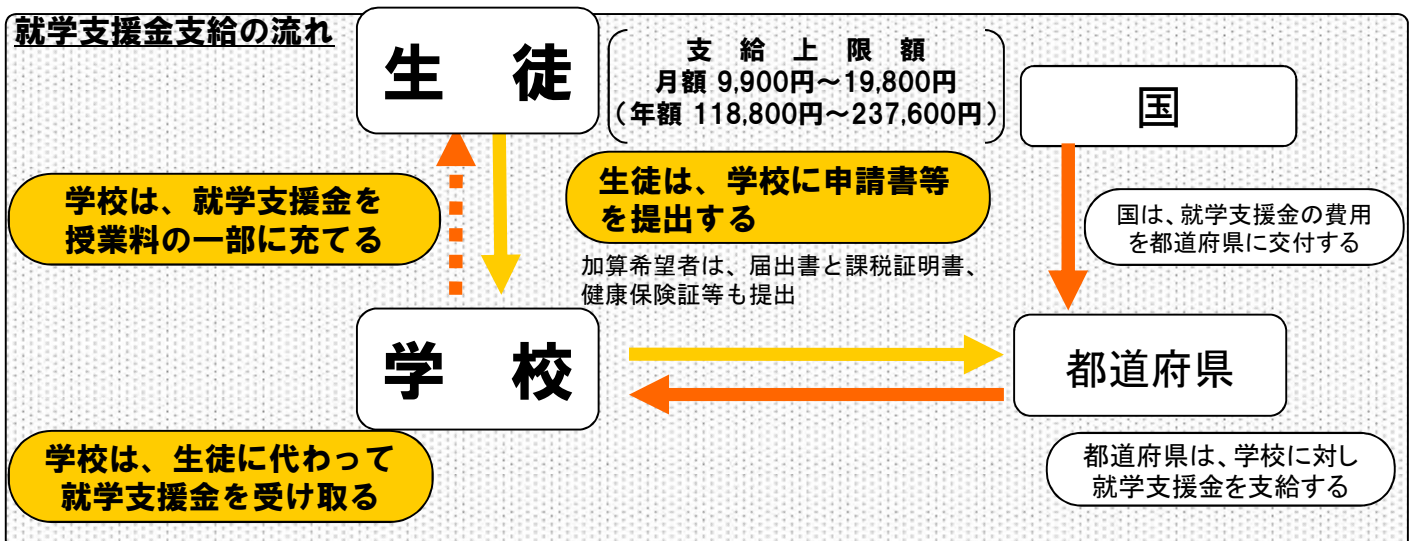 就学支援金支給の流れ
生 徒
支 給 上 限 額
月額 9,900円～19,800円
（年額 118,800円～237,600円）
国
学校は、就学支援金を
授業料の一部に充てる
生徒は、学校に申請書等
を提出する
加算希望者は、届出書と課税証明書、
健康保険証等も提出
国は、就学支援金の費用
を都道府県に交付する
学 校
都道府県
学校は、生徒に代わって
就学支援金を受け取る
都道府県は、学校に対し
就学支援金を支給する